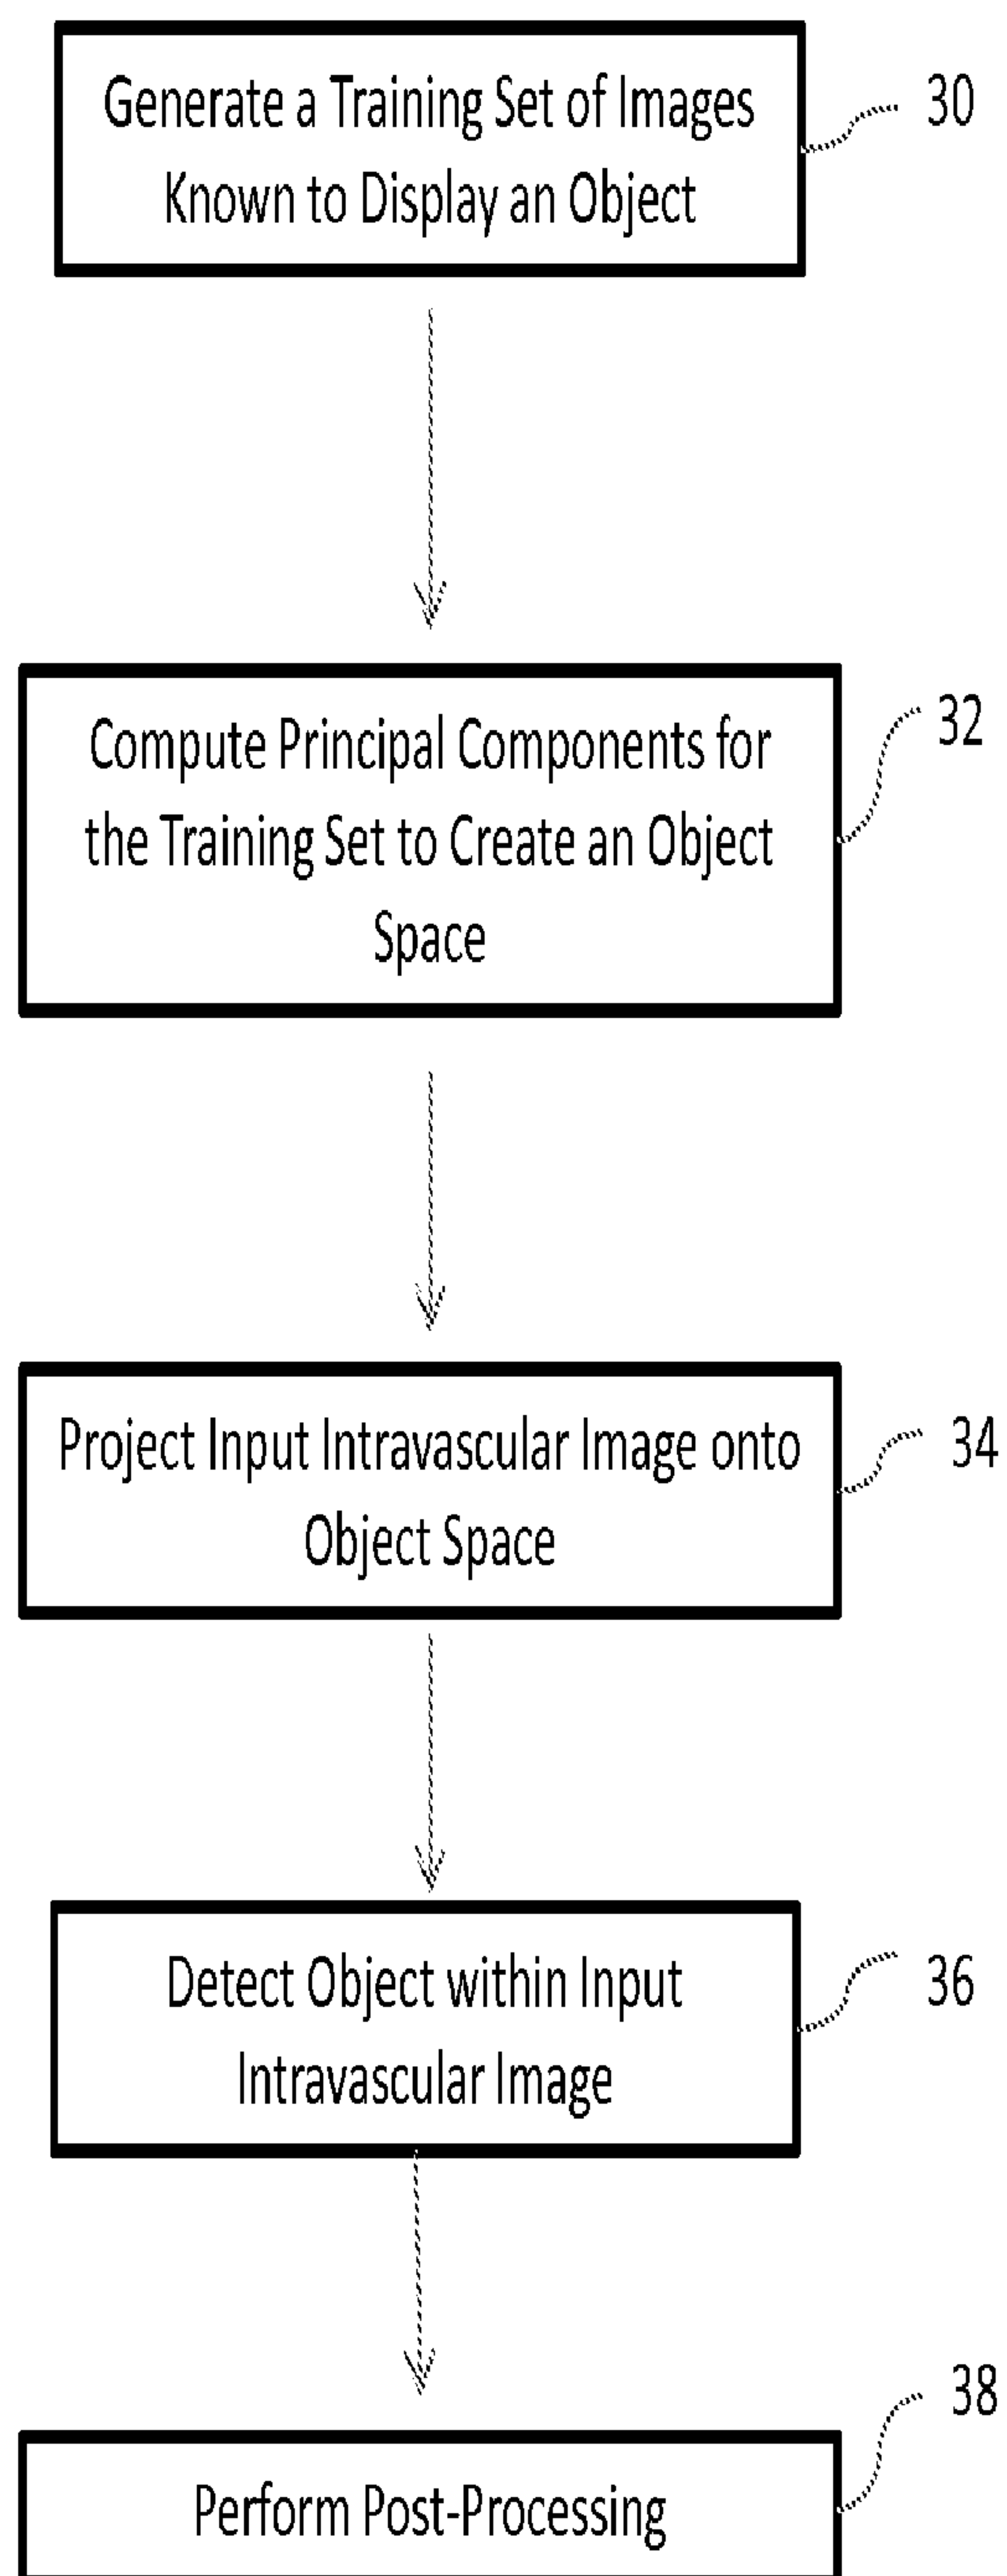 Generate a Training Set of Images
Known to Display an Object
30
Compute Principal Components for
the Training Set to Create an Object
Space
32
Project Input Intravascular Image onto
Object Space
34
Detect Object within Input
Intravascular Image
36
Perform Post-Processing
38